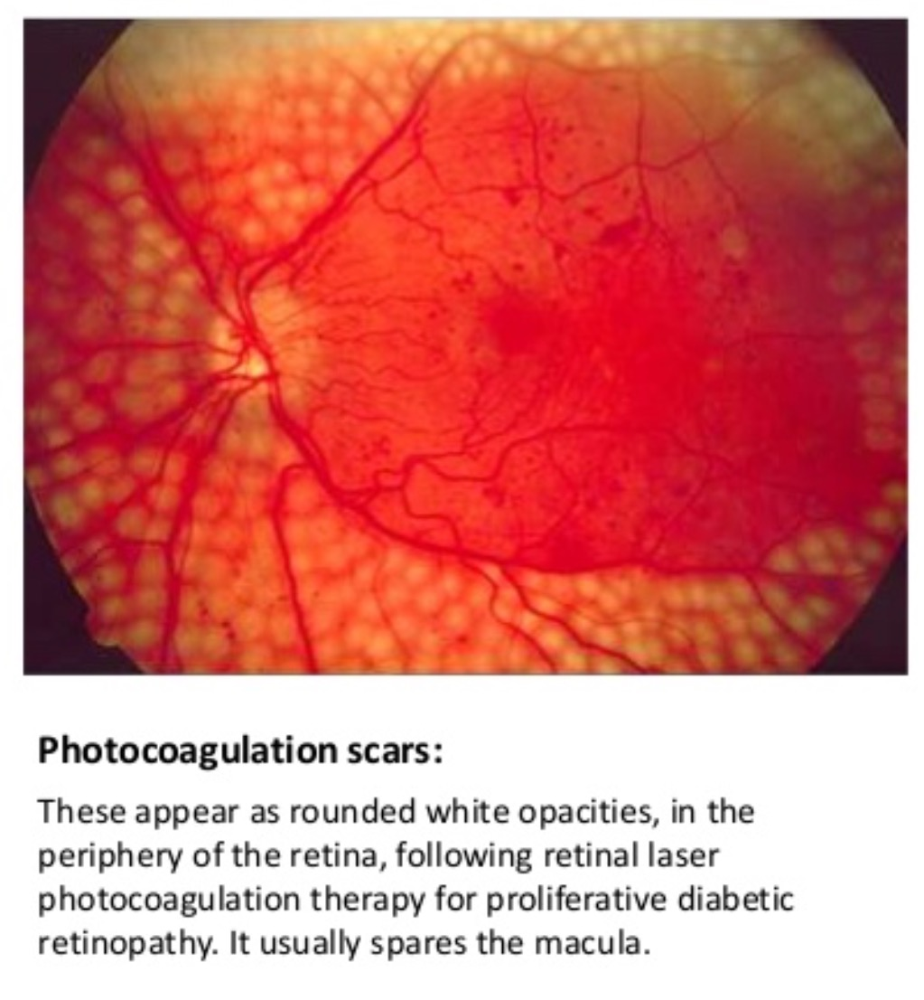 Photocoagulation scars:
These appear as rounded white opacities, in the
periphery of the retina, following retinal laser
photocoagulation therapy for proliferative diabetic
retinopathy. It usually spares the macula.